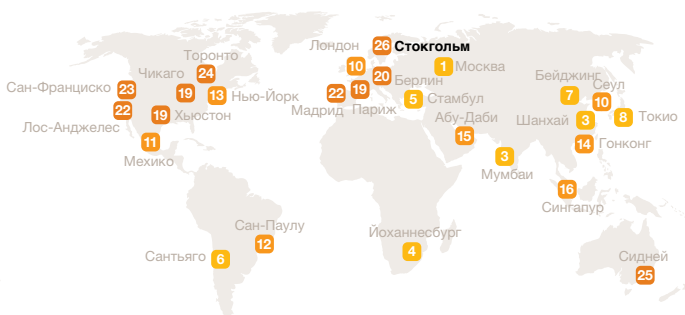 26 Стокгольм
Лондон
10
1 Москва
Торонто
24
Чикаго
19
Сан-Франциско 23
13 Нью-Йорк
20 Берлин
22 Мадрид
19 Париж
5 Стамбул
Бейджинг
7
Сеул
10
22
Лос-Анджелес
19 Хьюстон
Абу-Даби
15
Шанхай 3
8 Токио
11
Мехико
3
Мумбаи
14 Гонконг
16
Сингапур
Сан-Паулу
12
Сантьяго 6
Йоханнесбург
4
Сидней
25